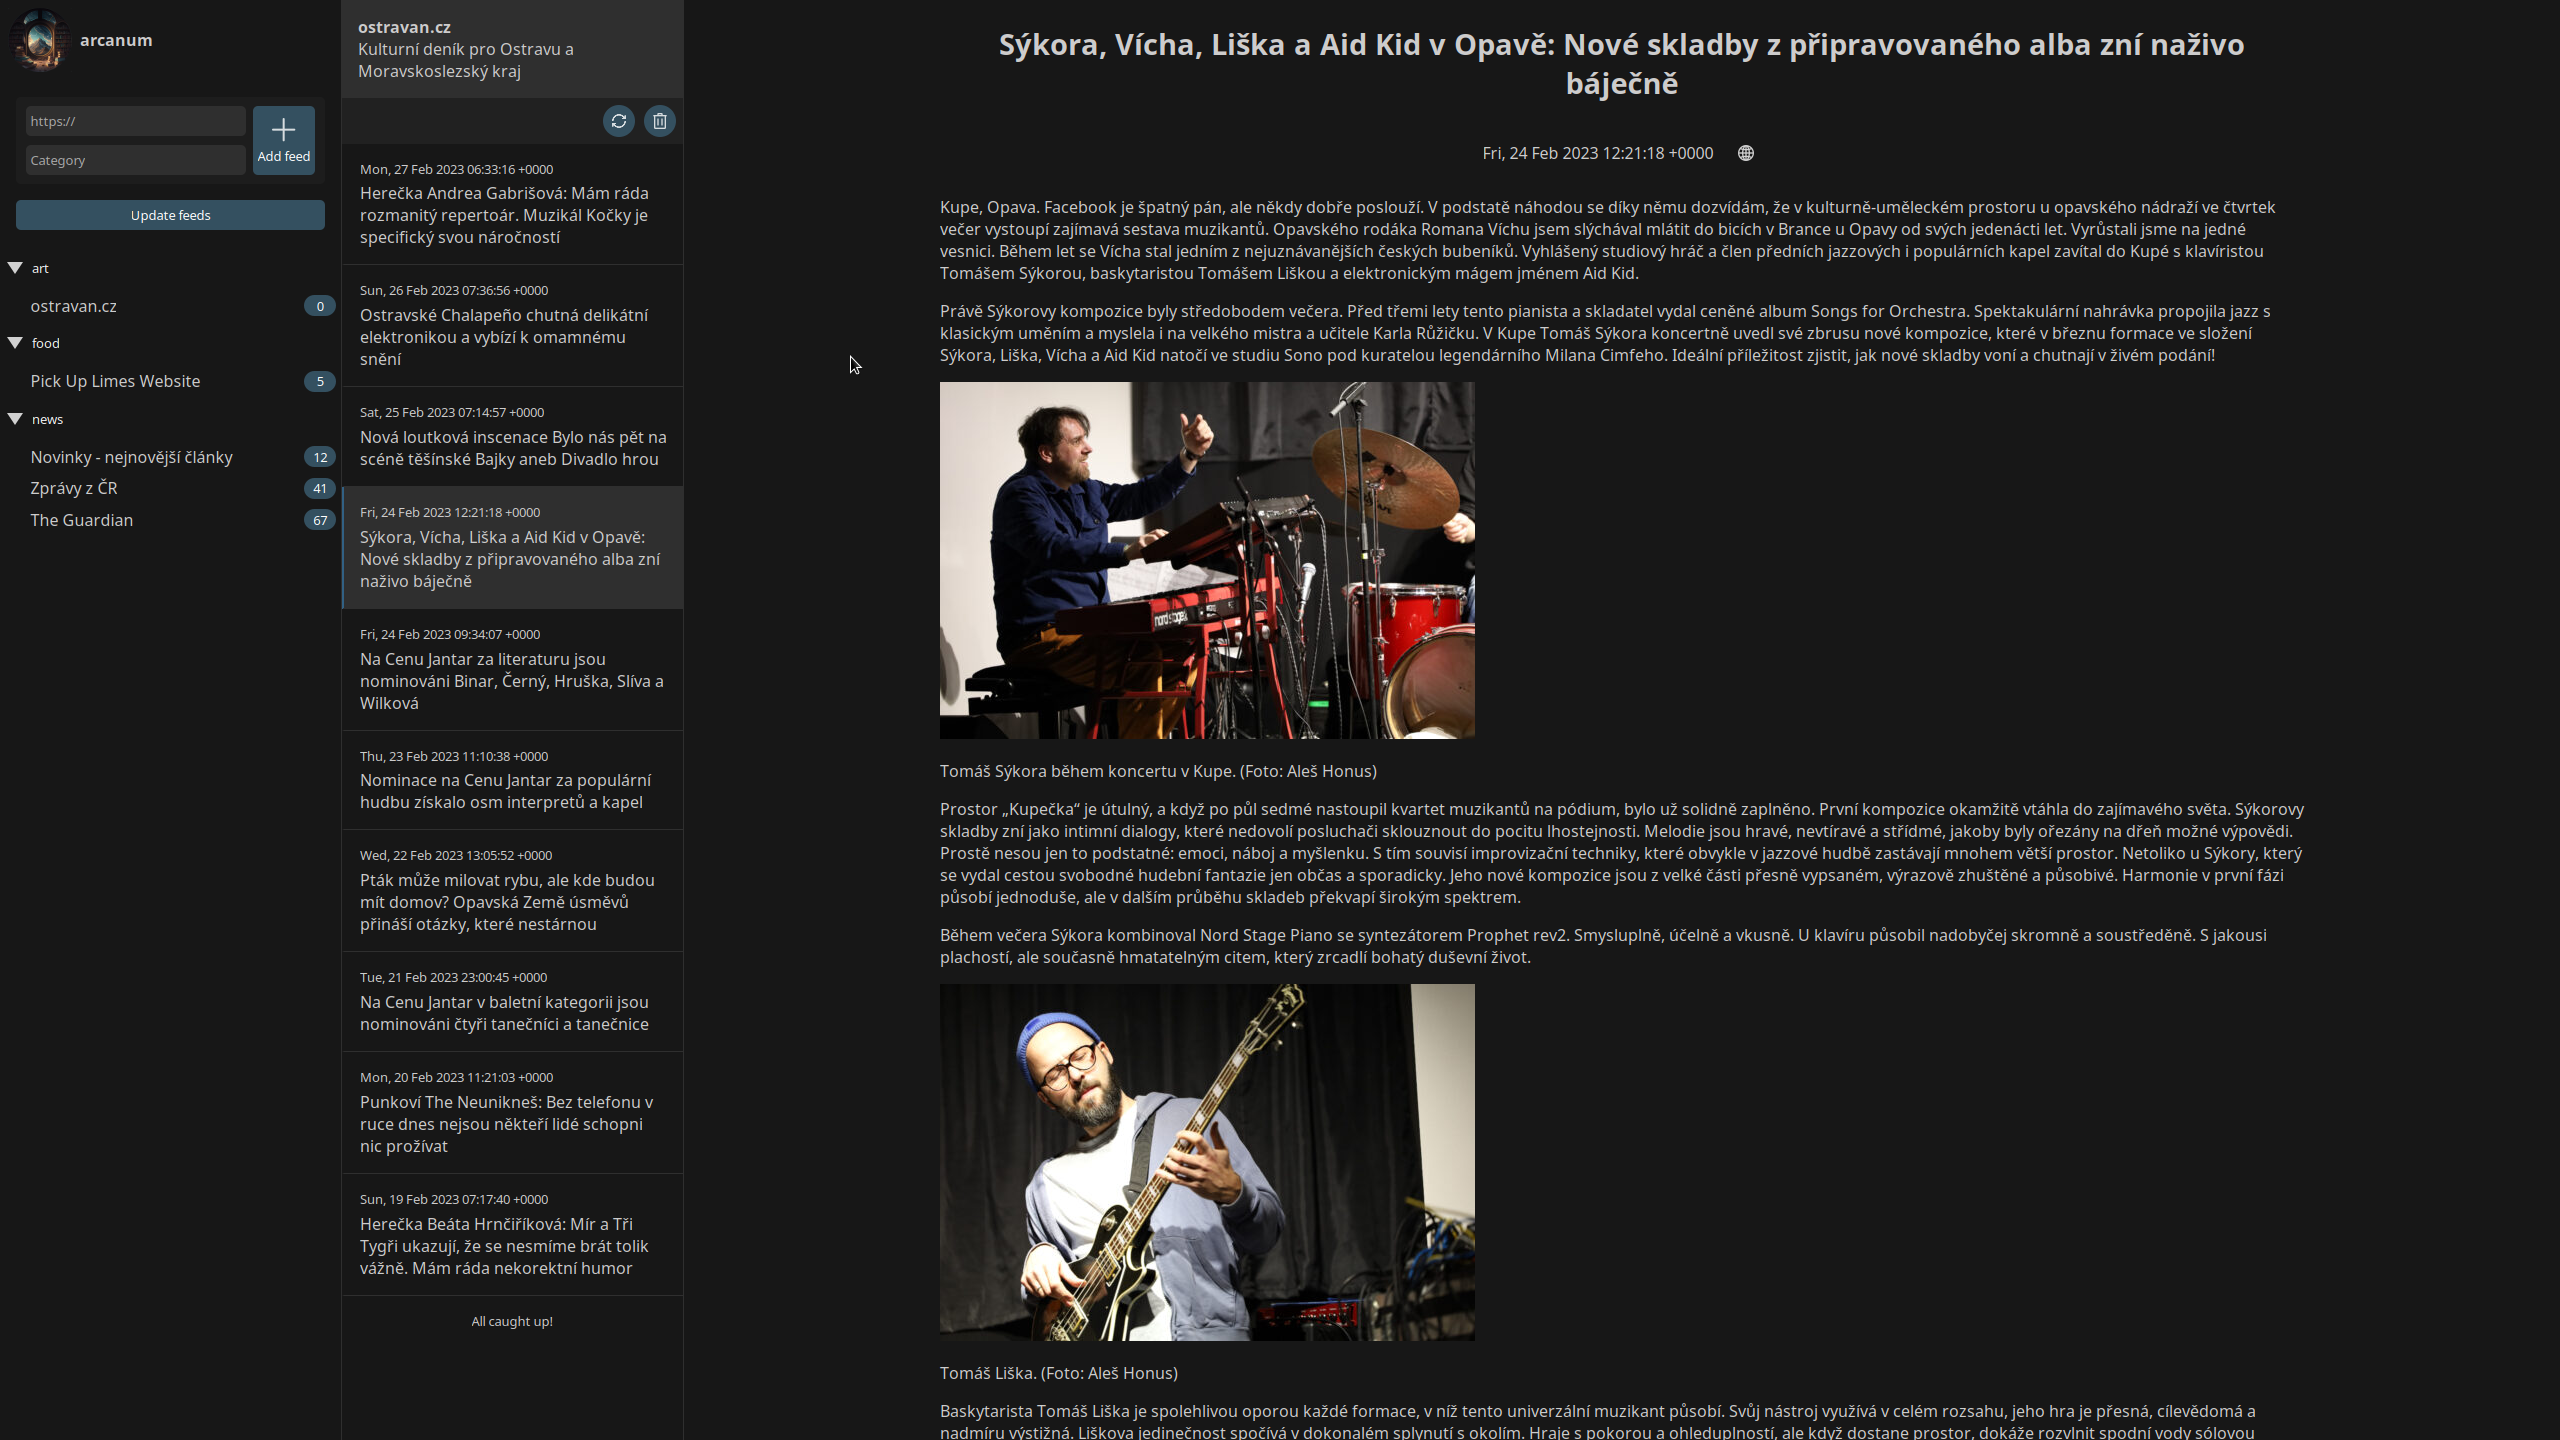 arcanum
https://
Category
Add feed
Update feeds
art
ostravan.cz 0
food
Pick Up Limes Website 5
news
Novinky - nejnovější články 12
Zprávy z ČR 41
The Guardian 67
ostravan.cz
Kulturní deník pro Ostravu a
Moravskoslezský kraj
Mon, 27 Feb 2023 06:33:16 +0000
Herečka Andrea Gabrišová: Mám ráda
rozmanitý repertoár. Muzikál Kočky je
specifický svou náročností
Sun, 26 Feb 2023 07:36:56 +0000
Ostravské Chalapeño chutná delikátní
elektronikou a vybízí k omamnému
snění
Sat, 25 Feb 2023 07:14:57 +0000
Nová loutková inscenace Bylo nás pět na
scéně těšínské Bajky aneb Divadlo hrou
Fri, 24 Feb 2023 12:21:18 +0000
Sýkora, Vícha, Liška a Aid Kid v Opavě:
Nové skladby z připravovaného alba zní
naživo báječně
Fri, 24 Feb 2023 09:34:07 +0000
Na Cenu Jantar za literaturu jsou
nominováni Binar, Černý, Hruška, Slíva a
Wilková
Thu, 23 Feb 2023 11:10:38 +0000
Nominace na Cenu Jantar za populární
hudbu získalo osm interpretů a kapel
Wed, 22 Feb 2023 13:05:52 +0000
Pták může milovat rybu, ale kde budou
mít domov? Opavská Země úsměvů
přináší otázky, které nestárnou
Tue, 21 Feb 2023 23:00:45 +0000
Na Cenu Jantar v baletní kategorii jsou
nominováni čtyři tanečníci a tanečnice
Mon, 20 Feb 2023 11:21:03 +0000
Punkoví The Neunikneš: Bez telefonu v
ruce dnes nejsou někteří lidé schopni
nic prožívat
Sun, 19 Feb 2023 07:17:40 +0000
Herečka Beáta Hrnčiříková: Mír a Tři
Tygři ukazují, že se nesmíme brát tolik
vážně. Mám ráda nekorektní humor
All caught up!
Sýkora, Vícha, Liška a Aid Kid v Opavě: Nové skladby z připravovaného alba zní naživo
báječně
Fri, 24 Feb 2023 12:21:18 +0000
Kupe, Opava. Facebook je špatný pán, ale někdy dobře poslouží. V podstatě náhodou se díky němu dozvídám, že v kulturně-uměleckém prostoru u opavského nádraží ve čtvrtek
večer vystoupí zajímavá sestava muzikantů. Opavského rodáka Romana Víchu jsem slýchával mlátit do bicích v Brance u Opavy od svých jedenácti let. Vyrůstali jsme na jedné
vesnici. Během let se Vícha stal jedním z nejuznávanějších českých bubeníků. Vyhlášený studiový hráč a člen předních jazzových i populárních kapel zavítal do Kupé s klavíristou
Tomášem Sýkorou, baskytaristou Tomášem Liškou a elektronickým mágem jménem Aid Kid.
Právě Sýkorovy kompozice byly středobodem večera. Před třemi lety tento pianista a skladatel vydal ceněné album Songs for Orchestra. Spektakulární nahrávka propojila jazz s
klasickým uměním a myslela i na velkého mistra a učitele Karla Růžičku. V Kupe Tomáš Sýkora koncertně uvedl své zbrusu nové kompozice, které v březnu formace ve složení
Sýkora, Liška, Vícha a Aid Kid natočí ve studiu Sono pod kuratelou legendárního Milana Cimfeho. Ideální příležitost zjistit, jak nové skladby voní a chutnají v živém podání!
nord stage
Tomáš Sýkora během koncertu v Kupe. (Foto: Aleš Honus)
Prostor „Kupečka“ je útulný, a když po půl sedmé nastoupil kvartet muzikantů na pódium, bylo už solidně zaplněno. První kompozice okamžitě vtáhla do zajímavého světa. Sýkorovy
skladby zní jako intimní dialogy, které nedovolí posluchači sklouznout do pocitu lhostejnosti. Melodie jsou hravé, nevtíravé a střídmé, jakoby byly ořezány na dřeň možné výpovědi.
Prostě nesou jen to podstatné: emoci, náboj a myšlenku. S tím souvisí improvizační techniky, které obvykle v jazzové hudbě zastávají mnohem větší prostor. Netoliko u Sýkory, který
se vydal cestou svobodné hudební fantazie jen občas a sporadicky. Jeho nové kompozice jsou z velké části přesně vypsaném, výrazově zhuštěné a působivé. Harmonie v první fázi
působí jednoduše, ale v dalším průběhu skladeb překvapí širokým spektrem.
Během večera Sýkora kombinoval Nord Stage Piano se syntezátorem Prophet rev2. Smysluplně, účelně a vkusně. U klavíru působil nadobyčej skromně a soustředěně. S jakousi
plachostí, ale současně hmatatelným citem, který zrcadlí bohatý duševní život.
Tomáš Liška. (Foto: Aleš Honus)
Baskytarista Tomáš Liška je spolehlivou oporou každé formace, v níž tento univerzální muzikant působí. Svůj nástroj využívá v celém rozsahu, jeho hra je přesná, cílevědomá a
nadmíru výstižná. Liškova jedinečnost spočívá v dokonalém splynutí s okolím. Hraje s pokorou a ohleduplností, ale když dostane prostor, dokáže rozvlnit spodní vody sólovou